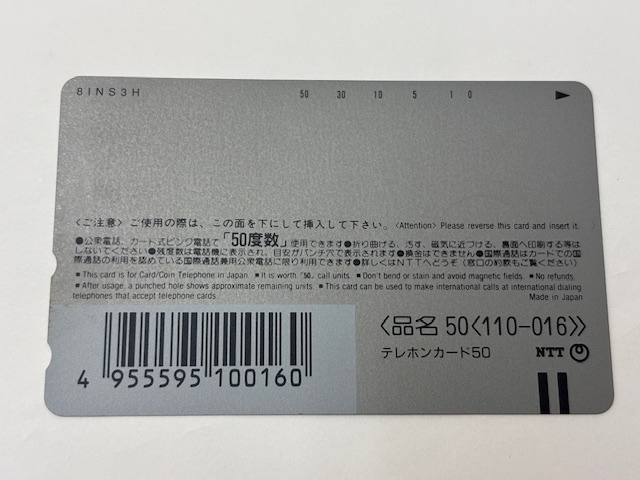 8INS3H 50 30 10 5 1 0
〈ご注意〉ご使用の際は、この面を下にして挿入して下さい。〈Attention〉Please reverse this card and insert it.
●公衆電話、カード式ピンク電話で「50度数」使用できます●折り曲げる、汚す、磁気に近づける、裏面へ印刷する等は
しないでください●残度数は電話機に表示され、目安がパンチ穴で表示されます●換金はできません●国際通話はカードでの国
際通話の利用を認めている国際通話兼用公衆電話に限り利用できます●詳しくはNTTへどうぞ(窓口の約款もご覧ください)
■This card is for Card/Coin Telephone in Japan. ■It is worth "50" call units. ■Don't bend or stain and avoid magnetic fields. ■No refunds.
■After usage, a punched hole shows approximate remaining units. ■This card can be used to make international calls at international dialing
telephones that accept telephone cards. Made in Japan
〈品名 50〈110-016〉〉
テレホンカード50 NTT
4 955595 100160